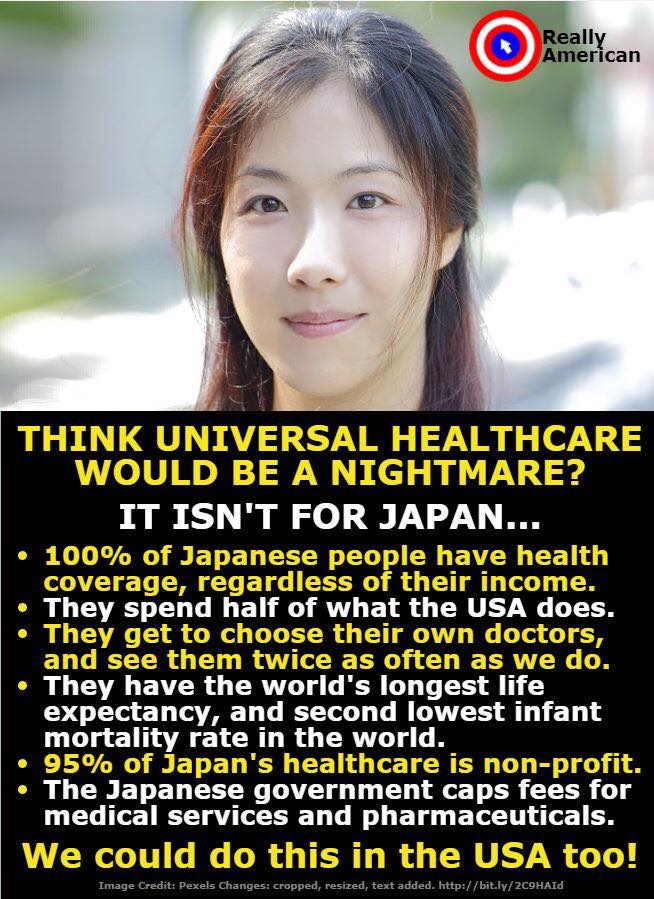 Really
American
THINK UNIVERSAL HEALTHCARE
WOULD BE A NIGHTMARE?
IT ISN'T FOR JAPAN...
• 100% of Japanese people have health
coverage, regardless of their income.
• They spend half of what the USA does.
• They get to choose their own doctors,
and see them twice as often as we do.
• They have the world's longest life
expectancy, and second lowest infant
mortality rate in the world.
• 95% of Japan's healthcare is non-profit.
• The Japanese government caps fees for
medical services and pharmaceuticals.
We could do this in the USA too!
Image Credit: Pexels Changes: cropped, resized, text added. http://bit.ly/2C9HAId